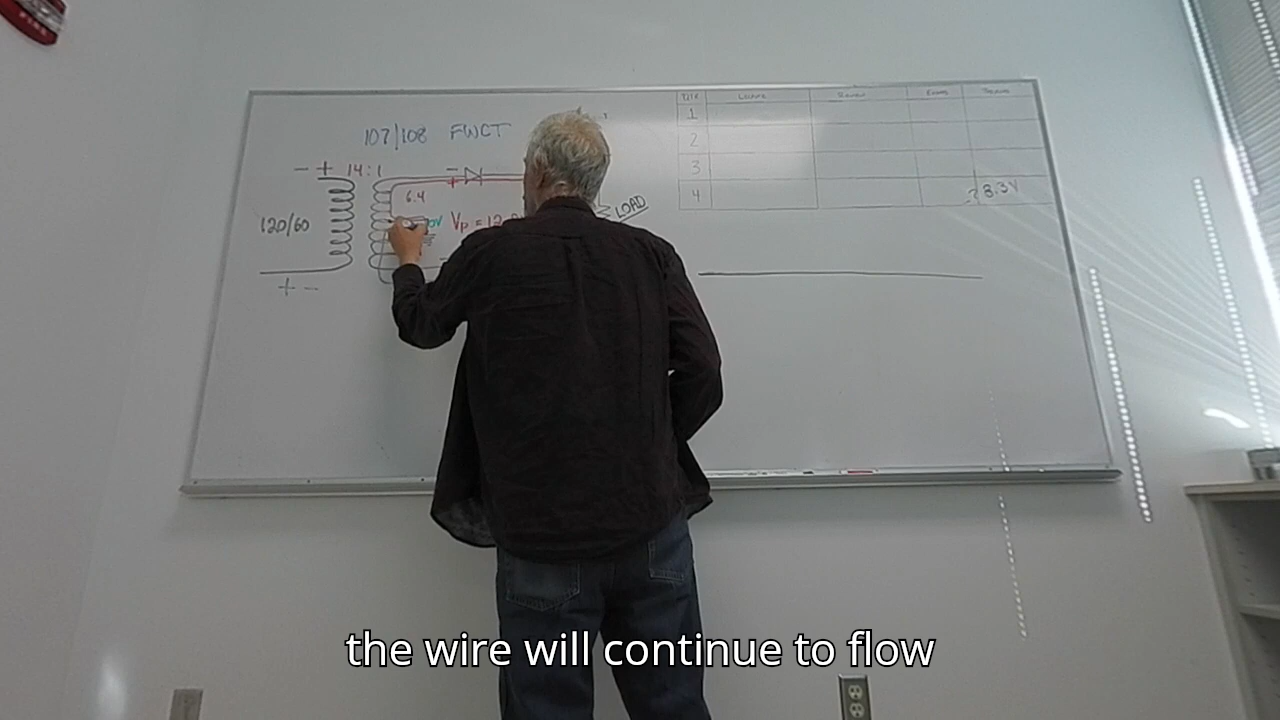 107/108 FWCT
- + 14:1
-
+
6.4
120/60
Vp = 12.
LOAD
+ -
1
2
3
4
8.3V
FIRE
the wire will continue to flow